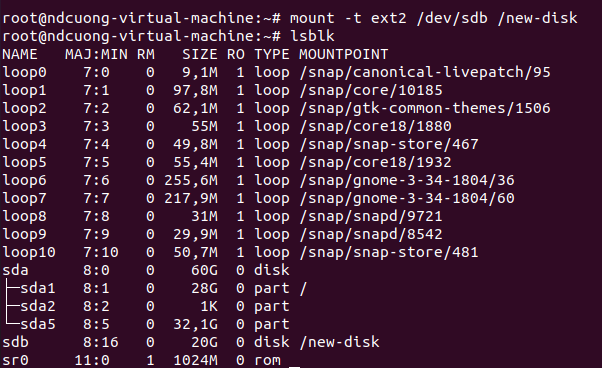 root@ndcuong-virtual-machine:~# mount -t ext2 /dev/sdb /new-disk
root@ndcuong-virtual-machine:~# lsblk
NAME   MAJ:MIN RM   SIZE RO TYPE MOUNTPOINT
loop0    7:0    0   9,1M  1 loop /snap/canonical-livepatch/95
loop1    7:1    0  97,8M  1 loop /snap/core/10185
loop2    7:2    0  62,1M  1 loop /snap/gtk-common-themes/1506
loop3    7:3    0    55M  1 loop /snap/core18/1880
loop4    7:4    0  49,8M  1 loop /snap/snap-store/467
loop5    7:5    0  55,4M  1 loop /snap/core18/1932
loop6    7:6    0 255,6M  1 loop /snap/gnome-3-34-1804/36
loop7    7:7    0 217,9M  1 loop /snap/gnome-3-34-1804/60
loop8    7:8    0    31M  1 loop /snap/snapd/9721
loop9    7:9    0  29,9M  1 loop /snap/snapd/8542
loop10   7:10   0  50,7M  1 loop /snap/snap-store/481
sda      8:0    0    60G  0 disk
├─sda1   8:1    0    28G  0 part /
├─sda2   8:2    0     1K  0 part
└─sda5   8:5    0  32,1G  0 part
sdb      8:16   0    20G  0 disk /new-disk
sr0     11:0    1  1024M  0 rom